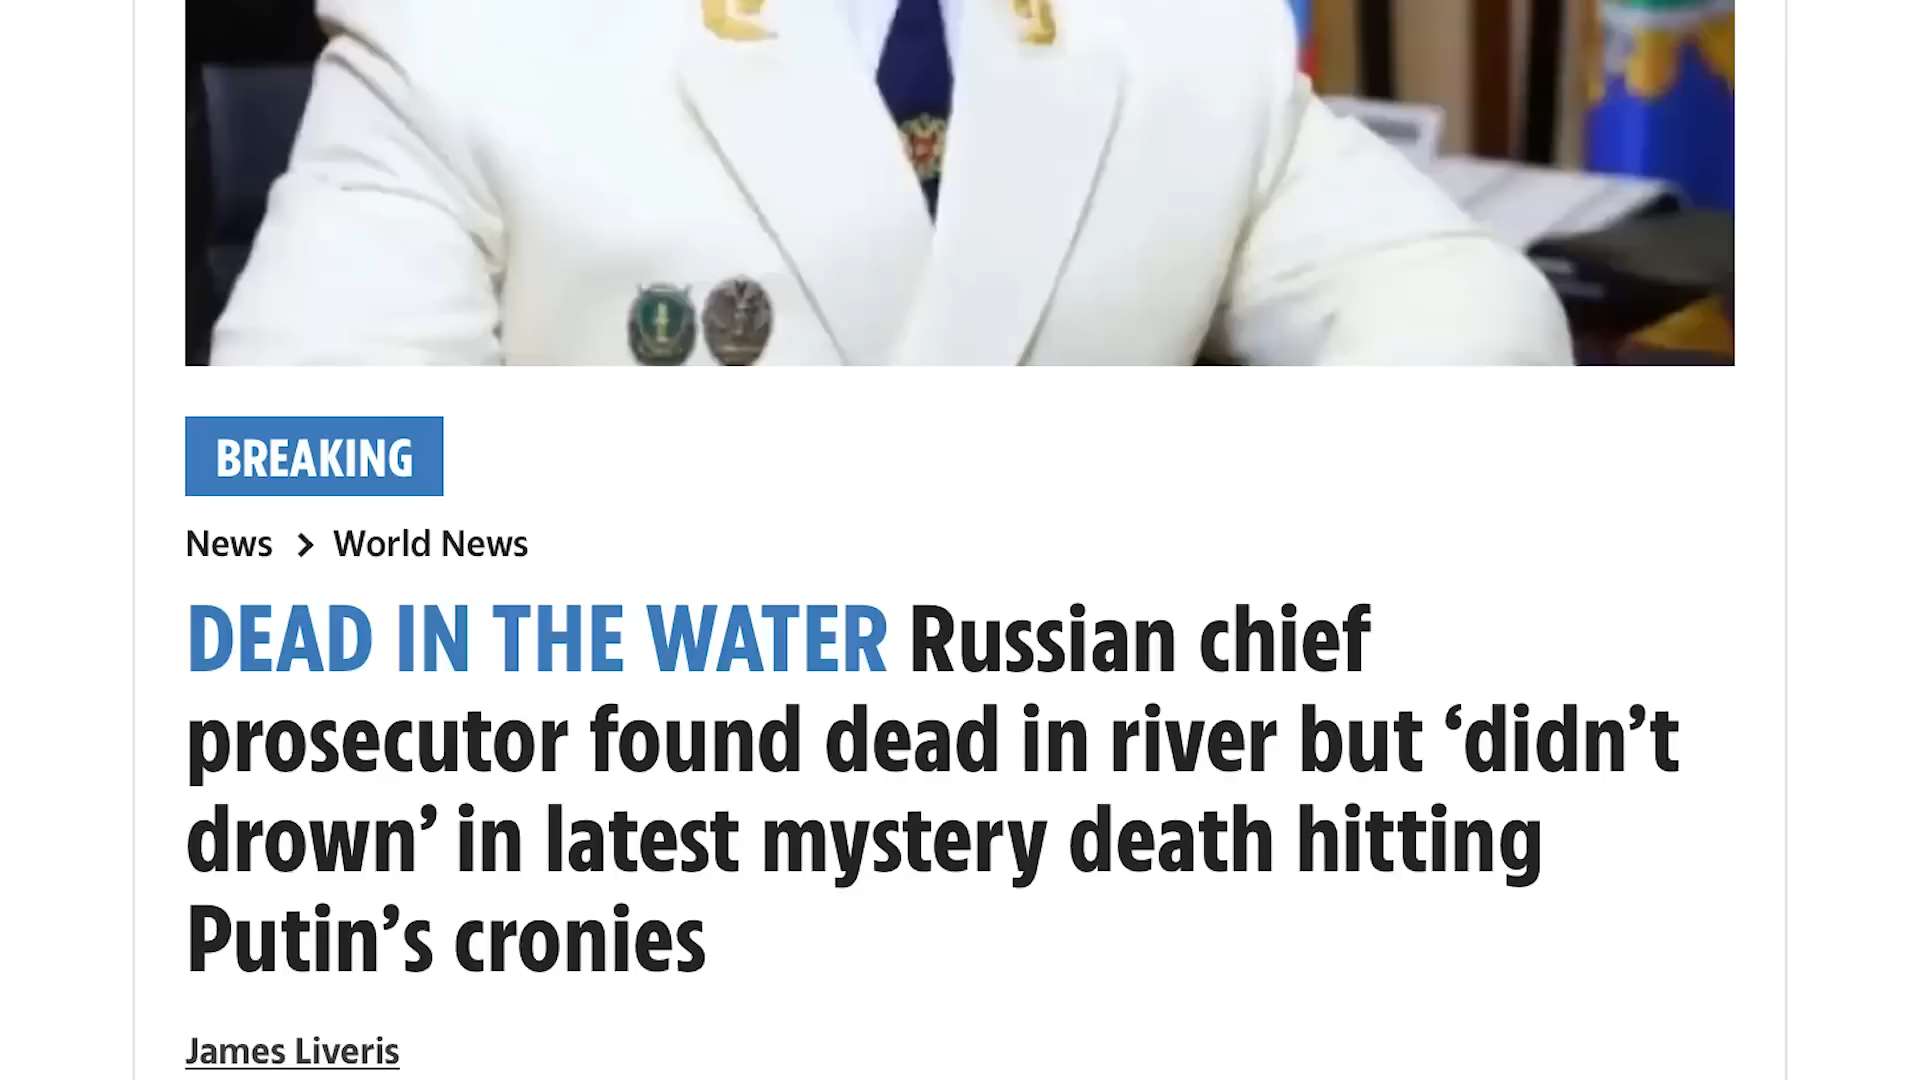 BREAKING
News > World News
DEAD IN THE WATER Russian chief
prosecutor found dead in river but ‘didn’t
drown’ in latest mystery death hitting
Putin’s cronies
James Liveris